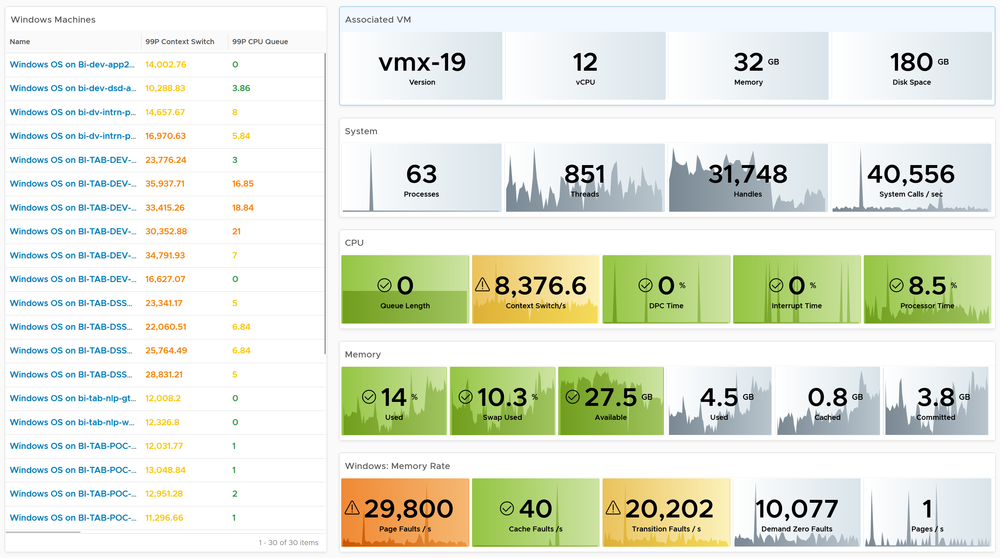 Windows Machines
Name 99P Context Switch 99P CPU Queue
Windows OS on Bi-dev-app2... 14,002.76 0
Windows OS on bi-dev-dsd-a... 10,288.83 3.86
Windows OS on bi-dv-intrn-p... 14,657.67 8
Windows OS on bi-dv-intrn-p... 16,970.63 5.84
Windows OS on BI-TAB-DEV-... 23,776.24 3
Windows OS on BI-TAB-DEV-... 35,937.71 16.85
Windows OS on BI-TAB-DEV-... 33,415.26 18.84
Windows OS on BI-TAB-DEV-... 30,352.88 21
Windows OS on BI-TAB-DEV-... 34,791.93 7
Windows OS on BI-TAB-DEV-... 16,627.07 0
Windows OS on BI-TAB-DSS... 23,341.17 5
Windows OS on BI-TAB-DSS... 22,060.51 6.84
Windows OS on BI-TAB-DSS... 25,764.49 6.84
Windows OS on BI-TAB-DSS... 28,831.21 5
Windows OS on bi-tab-nlp-gt... 12,008.2 0
Windows OS on bi-tab-nlp-w... 12,326.8 0
Windows OS on BI-TAB-POC-... 12,031.77 1
Windows OS on BI-TAB-POC-... 13,048.84 1
Windows OS on BI-TAB-POC-... 12,951.28 2
Windows OS on BI-TAB-POC-... 11,296.66 1
1 - 30 of 30 items
Associated VM
vmx-19 12 32 GB 180 GB
Version vCPU Memory Disk Space
System
63 851 31,748 40,556
Processes Threads Handles System Calls / sec
CPU
0 8,376.6 0 % 0 % 8.5 %
Queue Length Context Switch/s DPC Time Interrupt Time Processor Time
Memory
14 % 10.3 % 27.5 GB 4.5 GB 0.8 GB 3.8 GB
Used Swap Used Available Used Cached Committed
Windows: Memory Rate
29,800 40 20,202 10,077 1
Page Faults / s Cache Faults /s Transition Faults / s Demand Zero Faults Pages / s